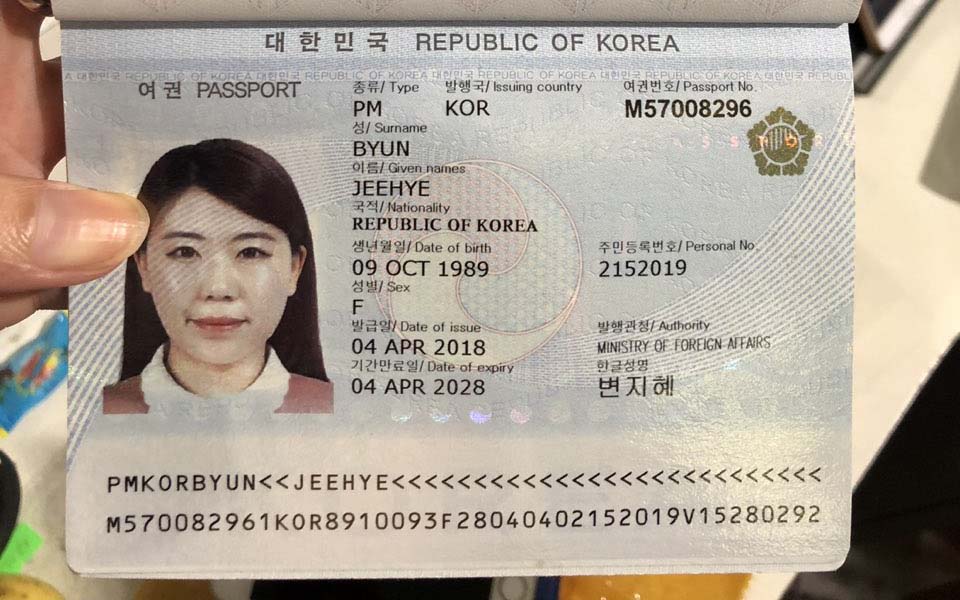 대한민국 REPUBLIC OF KOREA
여권 PASSPORT
종류/ Type 발행국/ Issuing country 여권번호/ Passport No.
PM KOR M57008296
성/ Surname
BYUN
이름/ Given names
JEEHYE
국적/ Nationality
REPUBLIC OF KOREA
생년월일/ Date of birth 주민등록번호/ Personal No.
09 OCT 1989 2152019
성별/ Sex
F
발급일/ Date of issue 발행관청/ Authority
04 APR 2018 MINISTRY OF FOREIGN AFFAIRS
기간만료일/ Date of expiry 한글성명
04 APR 2028 변지혜
PMKORBYUN<<JEEHYE<<<<<<<<<<<<<<<<<<<<<<<<<<<
M570082961KOR8910093F28040402152019V15280292